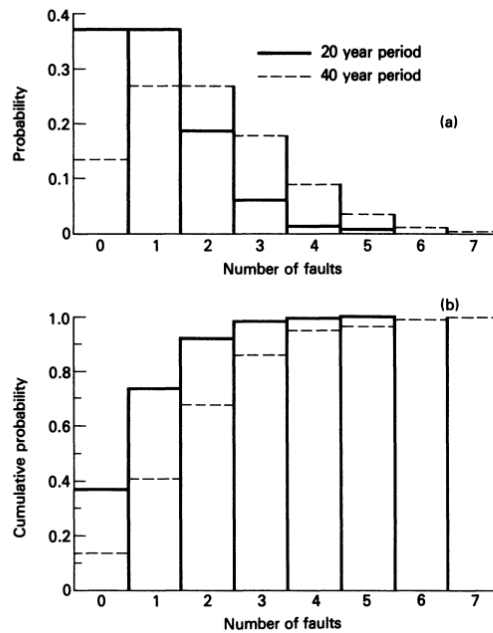 0.4
20 year period
40 year period
0.3
(a)
0.2
0.1
0
Probability
0 1 2 3 4 5 6 7
Number of faults
(b)
1.0
0.8
0.6
0.4
0.2
0
Cumulative probability
0 1 2 3 4 5 6 7
Number of faults